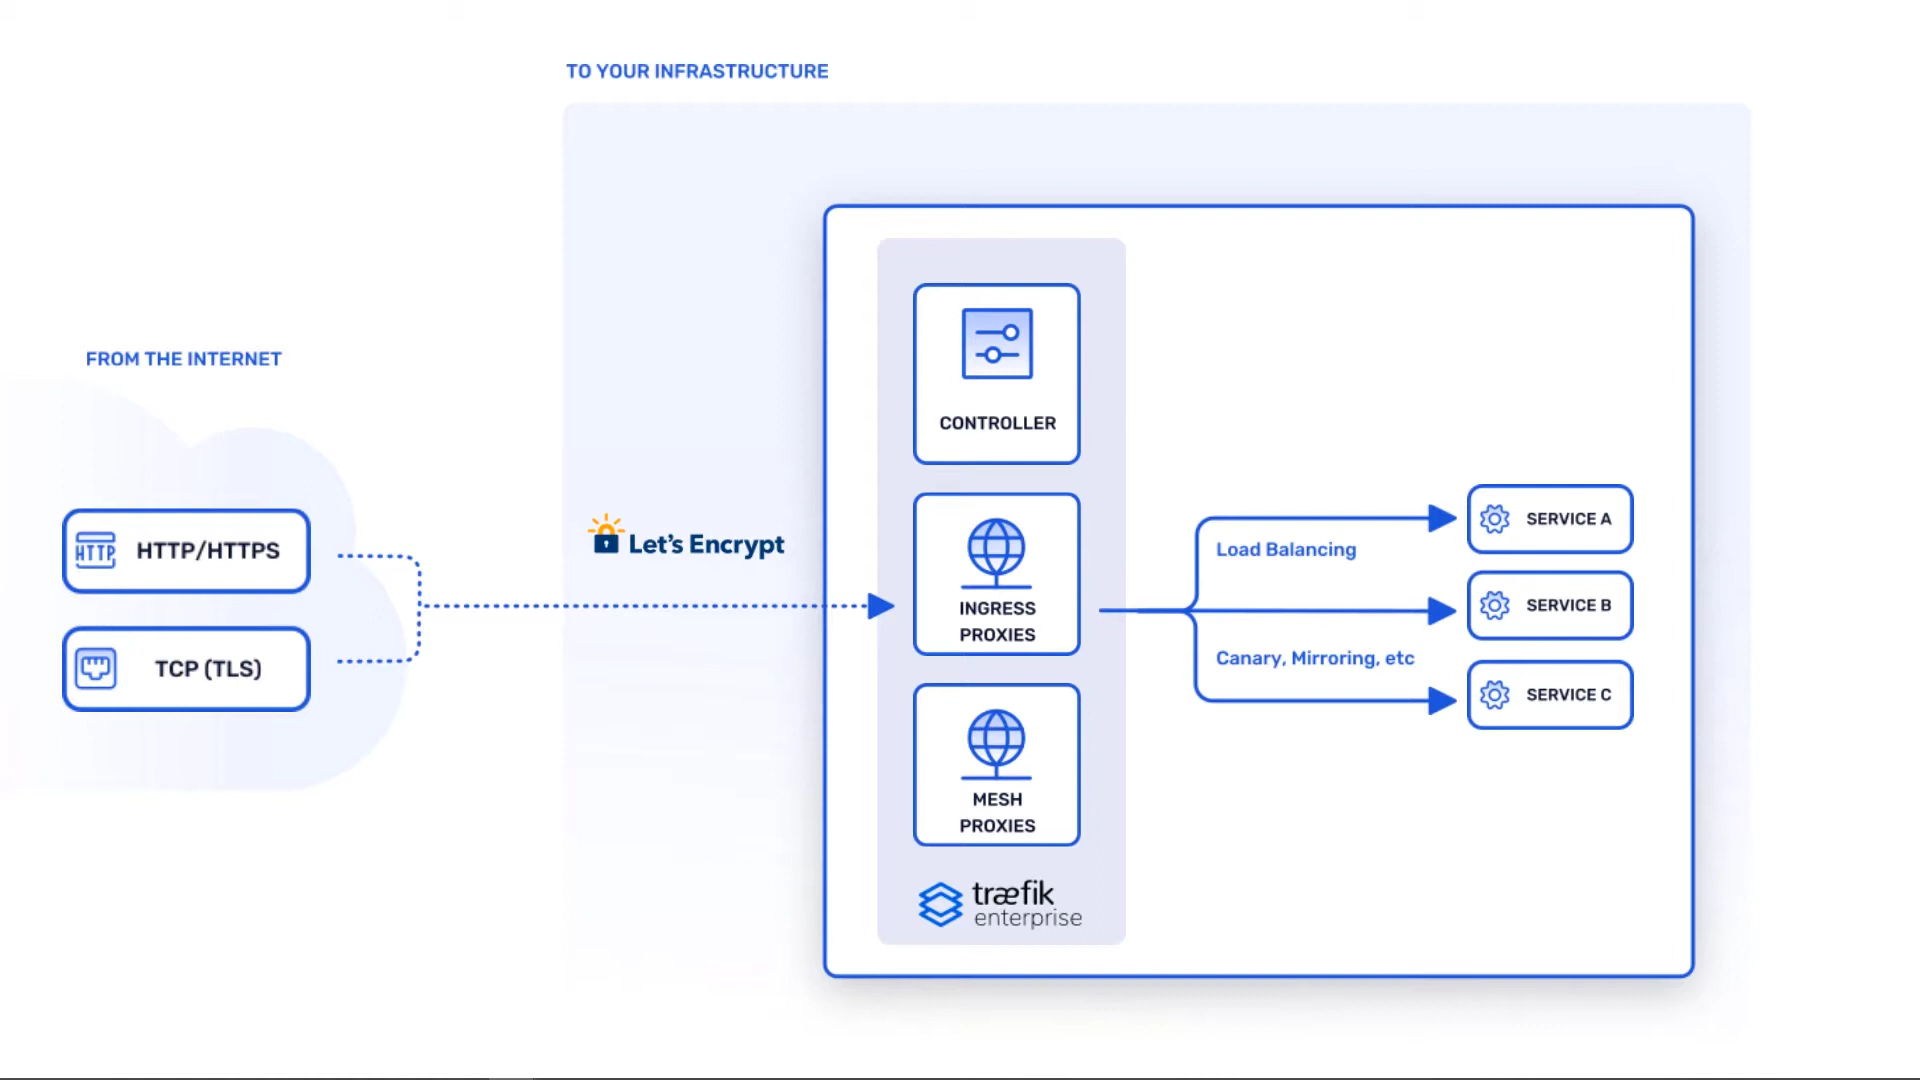 TO YOUR INFRASTRUCTURE
FROM THE INTERNET
HTTP
HTTP/HTTPS
TCP (TLS)
Let's Encrypt
CONTROLLER
INGRESS
PROXIES
MESH
PROXIES
træfik
enterprise
Load Balancing
Canary, Mirroring, etc
SERVICE A
SERVICE B
SERVICE C